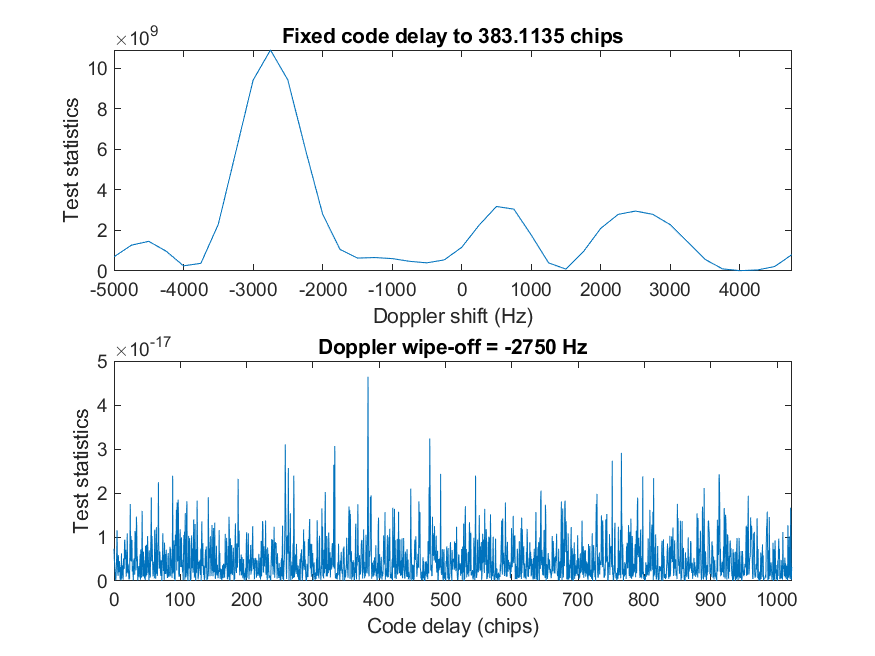 ×10^9
Fixed code delay to 383.1135 chips
Test statistics
10
8
6
4
2
0
-5000 -4000 -3000 -2000 -1000 0 1000 2000 3000 4000
Doppler shift (Hz)
×10^-17
Doppler wipe-off = -2750 Hz
Test statistics
5
4
3
2
1
0
0 100 200 300 400 500 600 700 800 900 1000
Code delay (chips)